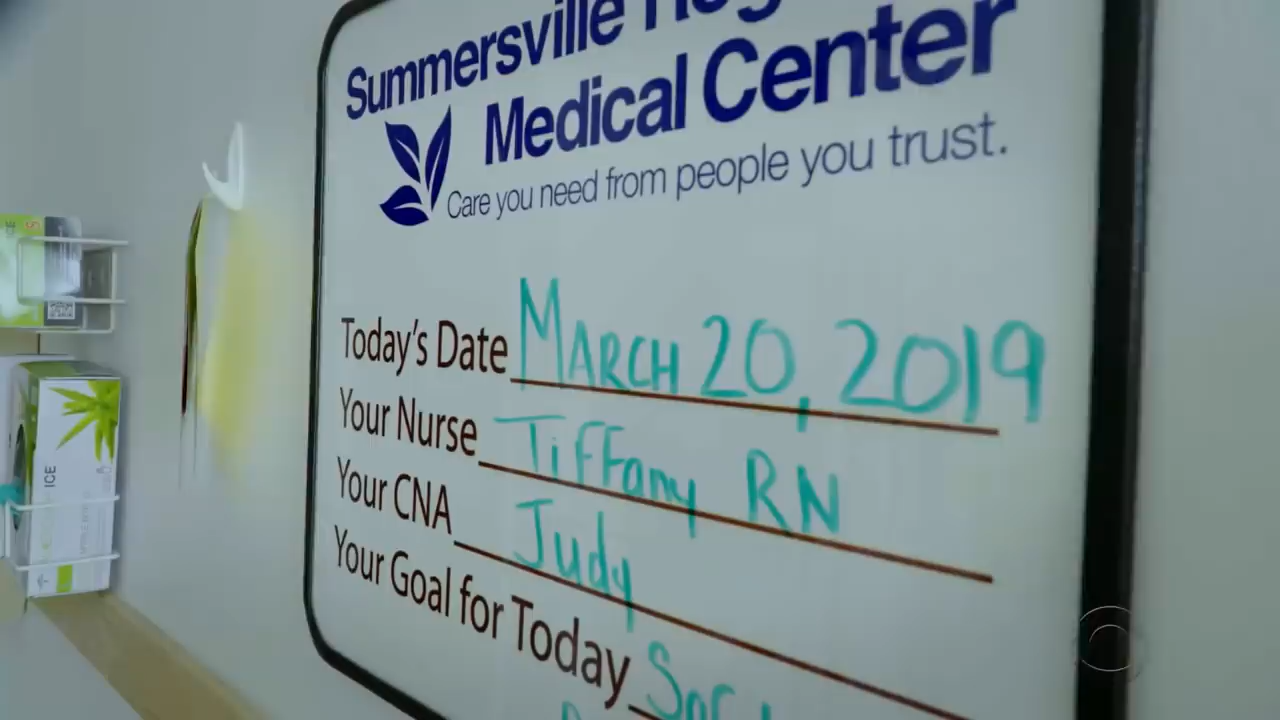 Summersville
Medical Center
Care you need from people you trust.
Today's Date MARCH 20, 2019
Your Nurse TiFFany RN
Your CNA Judy
Your Goal for Today
ICE